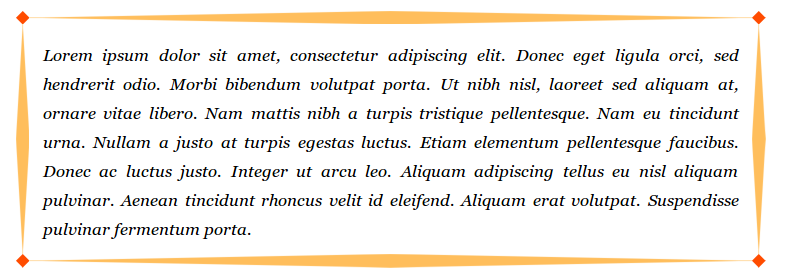 Lorem ipsum dolor sit amet, consectetur adipiscing elit. Donec eget ligula orci, sed
hendrerit odio. Morbi bibendum volutpat porta. Ut nibh nisl, laoreet sed aliquam at,
ornare vitae libero. Nam mattis nibh a turpis tristique pellentesque. Nam eu tincidunt
urna. Nullam a justo at turpis egestas luctus. Etiam elementum pellentesque faucibus.
Donec ac luctus justo. Integer ut arcu leo. Aliquam adipiscing tellus eu nisl aliquam
pulvinar. Aenean tincidunt rhoncus velit id eleifend. Aliquam erat volutpat. Suspendisse
pulvinar fermentum porta.